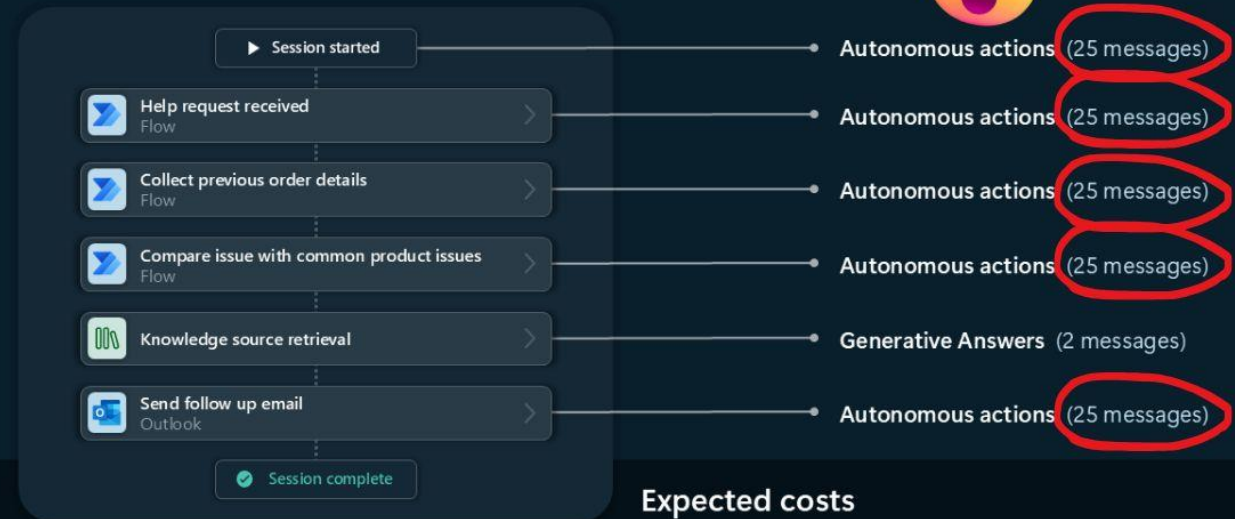 Session started
Autonomous actions (25 messages)
Help request received
Flow
Autonomous actions (25 messages)
Collect previous order details
Flow
Autonomous actions (25 messages)
Compare issue with common product issues
Flow
Autonomous actions (25 messages)
Knowledge source retrieval
Generative Answers (2 messages)
Send follow up email
Outlook
Autonomous actions (25 messages)
Session complete
Expected costs